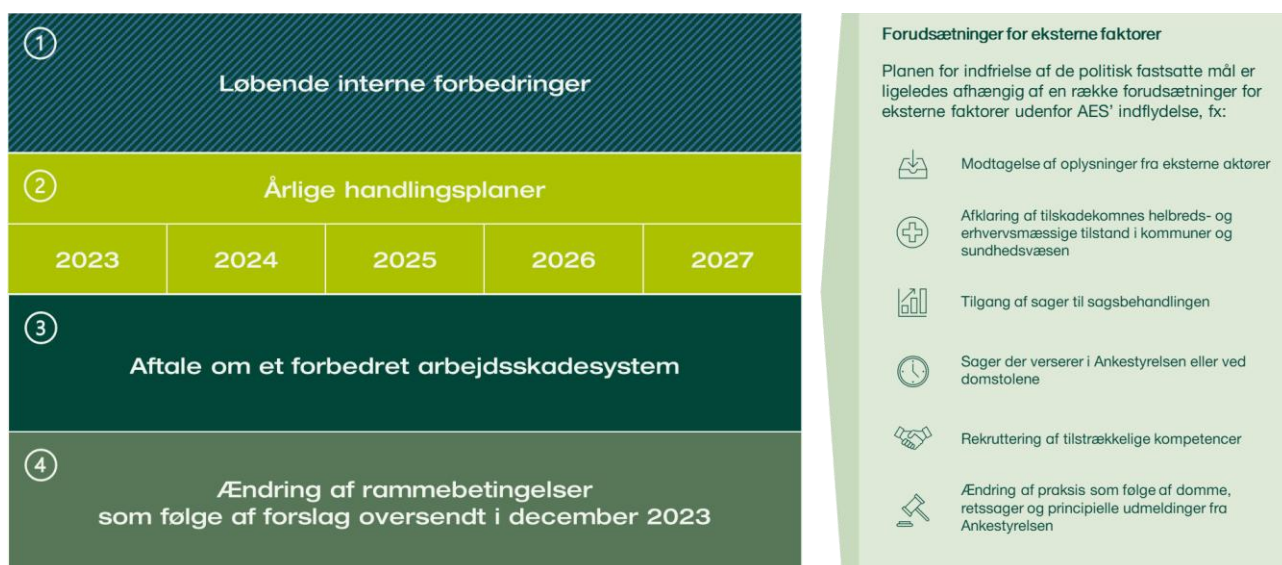 1
Løbende interne forbedringer
2
Årlige handlingsplaner
2023
2024
2025
2026
2027
3
Aftale om et forbedret arbejdsskadesystem
4
Ændring af rammebetingelser
som følge af forslag oversendt i december 2023
Forudsætninger for eksterne faktorer
Planen for indfrielse af de politisk fastsatte mål er
ligeledes afhængig af en række forudsætninger for
eksterne faktorer udenfor AES' indflydelse, fx:
Modtagelse af oplysninger fra eksterne aktører
Afklaring af tilskadekomnes helbreds- og
erhvervsmæssige tilstand i kommuner og
sundhedsvæsen
Tilgang af sager til sagsbehandlingen
Sager der verserer i Ankestyrelsen eller ved
domstolene
Rekruttering af tilstrækkelige kompetencer
Ændring af praksis som følge af domme,
retssager og principielle udmeldinger fra
Ankestyrelsen